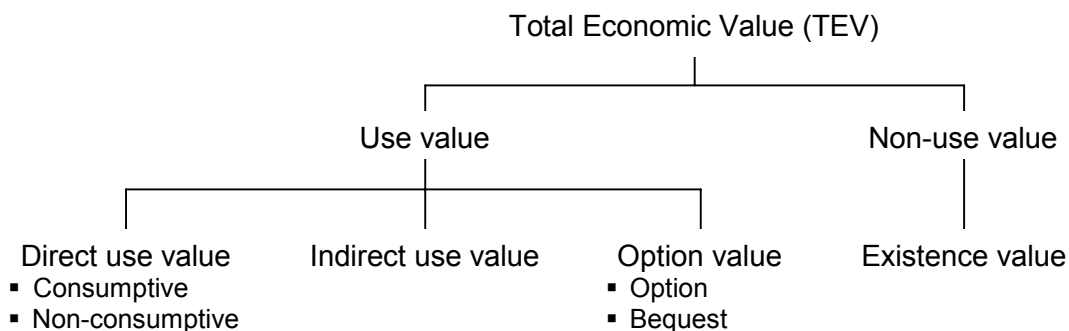 Total Economic Value (TEV)
Use value
Non-use value
Direct use value
▪ Consumptive
▪ Non-consumptive
Indirect use value
Option value
▪ Option
▪ Bequest
Existence value